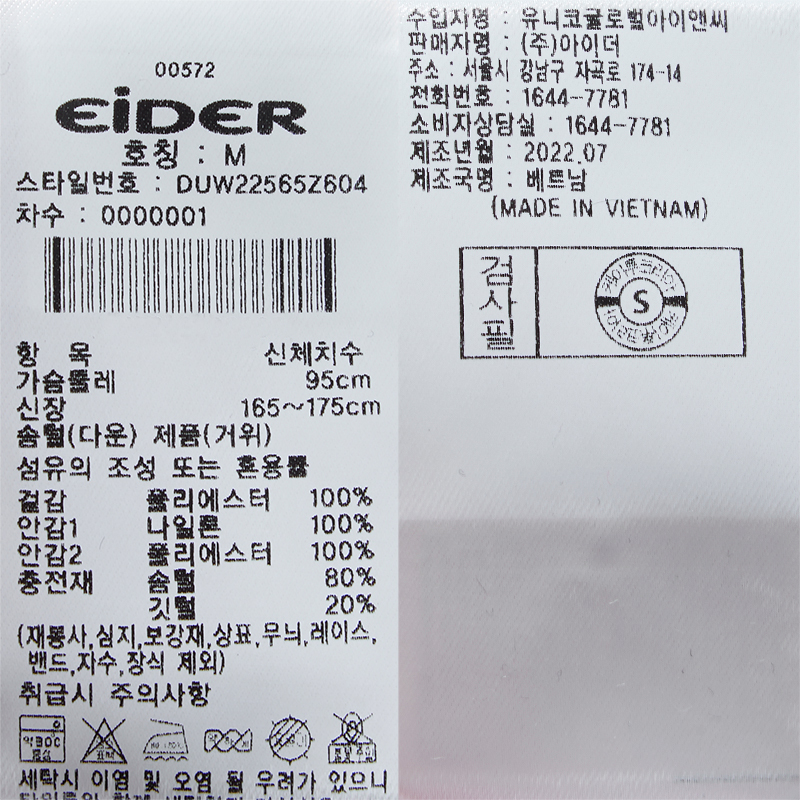 00572
EiDER
호칭 : M
스타일번호 : DUW22565Z604
차수 : 0000001
항 목 신체치수
가슴둘레 95cm
신장 165~175cm
솜털(다운) 제품(거위)
섬유의 조성 또는 혼용률
겉감 폴리에스터 100%
안감1 나일론 100%
안감2 폴리에스터 100%
충전재 솜털 80%
깃털 20%
(재봉사,심지,보강재,상표,무늬,레이스,
밴드,자수,장식 제외)
취급시 주의사항
약30℃
중성
세탁시 이염 및 오염 될 우려가 있으니
수입자명 : 유니코글로벌아이앤씨
판매자명 : (주)아이더
주소 : 서울시 강남구 자곡로 174-14
전화번호 : 1644-7781
소비자상담실 : 1644-7781
제조년월 : 2022.07
제조국명 : 베트남
(MADE IN VIETNAM)
검사필
S